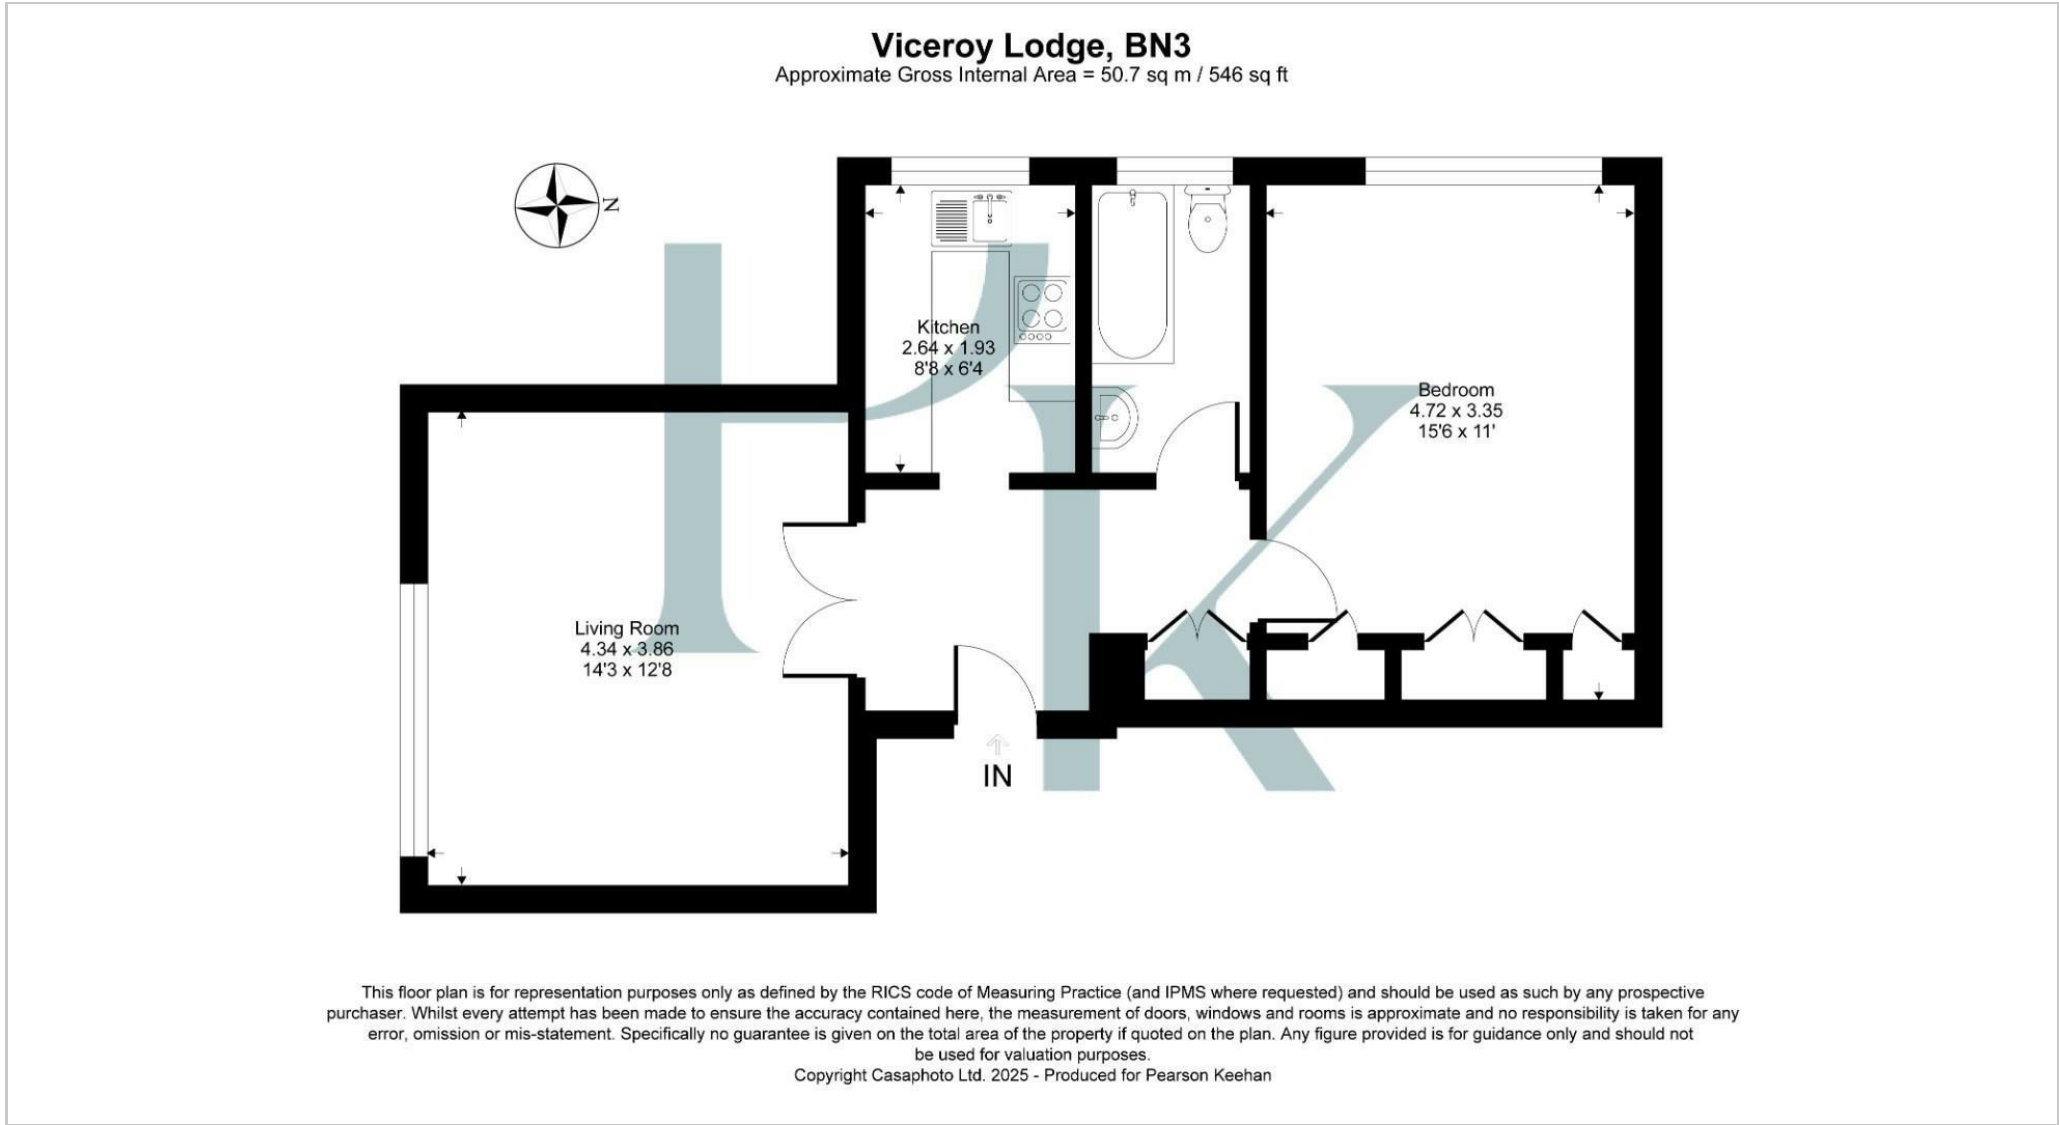 Viceroy Lodge, BN3
Approximate Gross Internal Area = 50.7 sq m / 546 sq ft
N
Kitchen
2.64 x 1.93
8'8 x 6'4
Bedroom
4.72 x 3.35
15'6 x 11'
Living Room
4.34 x 3.86
14'3 x 12'8
IN
PK
This floor plan is for representation purposes only as defined by the RICS code of Measuring Practice (and IPMS where requested) and should be used as such by any prospective
purchaser. Whilst every attempt has been made to ensure the accuracy contained here, the measurement of doors, windows and rooms is approximate and no responsibility is taken for any
error, omission or mis-statement. Specifically no guarantee is given on the total area of the property if quoted on the plan. Any figure provided is for guidance only and should not
be used for valuation purposes.
Copyright Casaphoto Ltd. 2025 - Produced for Pearson Keehan